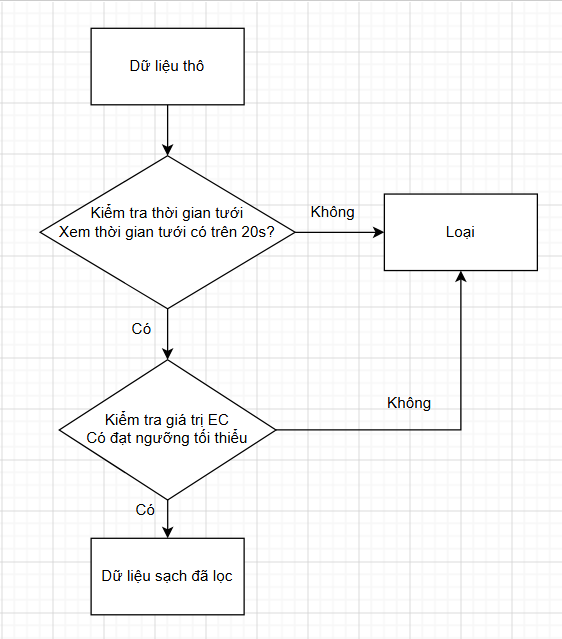 Dữ liệu thô
Kiểm tra thời gian tưới
Xem thời gian tưới có trên 20s?
Không
Loại
Có
Kiểm tra giá trị EC
Có đạt ngưỡng tối thiểu
Không
Có
Dữ liệu sạch đã lọc